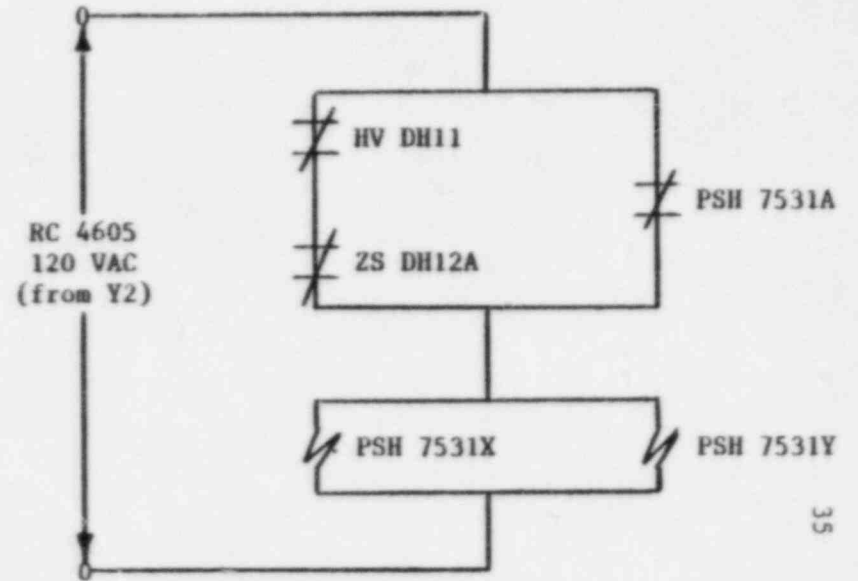 HV DH11
PSH 7531A
RC 4605
120 VAC
(from Y2)
ZS DH12A
PSH 7531X
PSH 7531Y
35